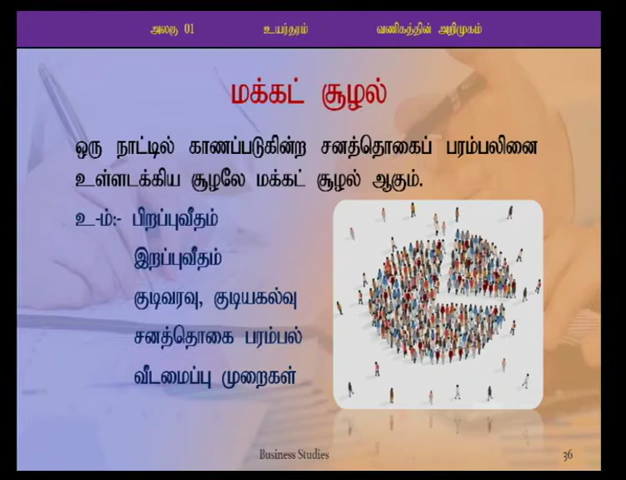 அலகு 01 உயர்தரம் வணிகத்தின் அறிமுகம்
மக்கட் சூழல்
ஒரு நாட்டில் காணப்படுகின்ற சனத்தொகைப் பரம்பலினை
உள்ளடக்கிய சூழலே மக்கட் சூழல் ஆகும்.
உ-ம்:- பிறப்புவீதம்
இறப்புவீதம்
குடிவரவு, குடியகல்வு
சனத்தொகை பரம்பல்
வீடமைப்பு முறைகள்
Business Studies 36